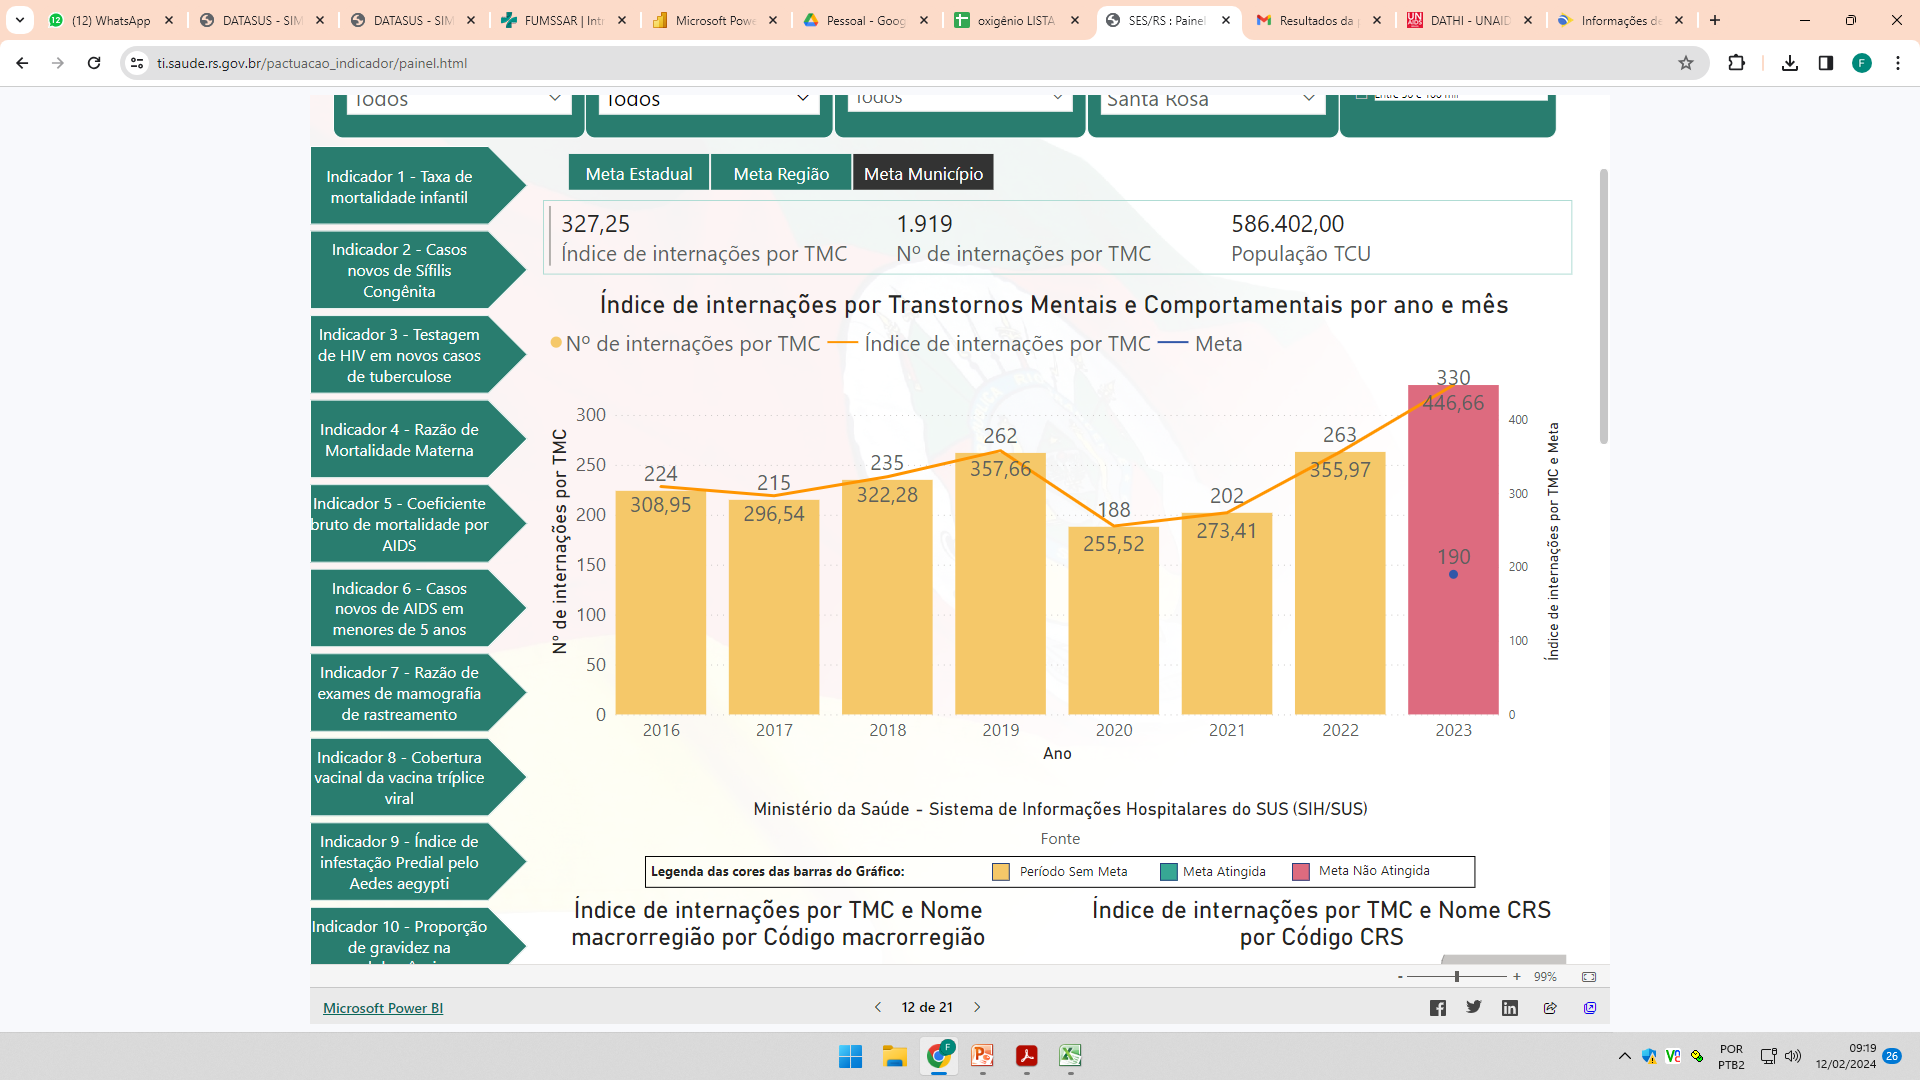 (12) WhatsApp
DATASUS - SIM
DATASUS - SIM
FUMSSAR | Int
Microsoft Powe
Pessoal - Goog
oxigênio LISTA
SES/RS : Painel
Resultados da p
DATHI - UNAID
Informações de
ti.saude.rs.gov.br/pactuacao_indicador/painel.html
F
Todos
Todos
Todos
Santa Rosa
Entre 50 e 100 mil
Indicador 1 - Taxa de
mortalidade infantil
Indicador 2 - Casos
novos de Sífilis
Congênita
Indicador 3 - Testagem
de HIV em novos casos
de tuberculose
Indicador 4 - Razão de
Mortalidade Materna
Indicador 5 - Coeficiente
bruto de mortalidade por
AIDS
Indicador 6 - Casos
novos de AIDS em
menores de 5 anos
Indicador 7 - Razão de
exames de mamografia
de rastreamento
Indicador 8 - Cobertura
vacinal da vacina tríplice
viral
Indicador 9 - Índice de
infestação Predial pelo
Aedes aegypti
Indicador 10 - Proporção
de gravidez na
Meta Estadual
Meta Região
Meta Município
327,25
Índice de internações por TMC
1.919
Nº de internações por TMC
586.402,00
População TCU
Índice de internações por Transtornos Mentais e Comportamentais por ano e mês
Nº de internações por TMC
Índice de internações por TMC
Meta
Nº de internações por TMC
300
250
200
150
100
50
0
224
308,95
215
296,54
235
322,28
262
357,66
188
255,52
202
273,41
263
355,97
330
446,66
190
400
300
200
100
0
Índice de internações por TMC e Meta
2016
2017
2018
2019
2020
2021
2022
2023
Ano
Ministério da Saúde - Sistema de Informações Hospitalares do SUS (SIH/SUS)
Fonte
Legenda das cores das barras do Gráfico:
Período Sem Meta
Meta Atingida
Meta Não Atingida
Índice de internações por TMC e Nome
macrorregião por Código macrorregião
Índice de internações por TMC e Nome CRS
por Código CRS
- + 99%
Microsoft Power BI
12 de 21
POR
PTB2
09:19
12/02/2024
26